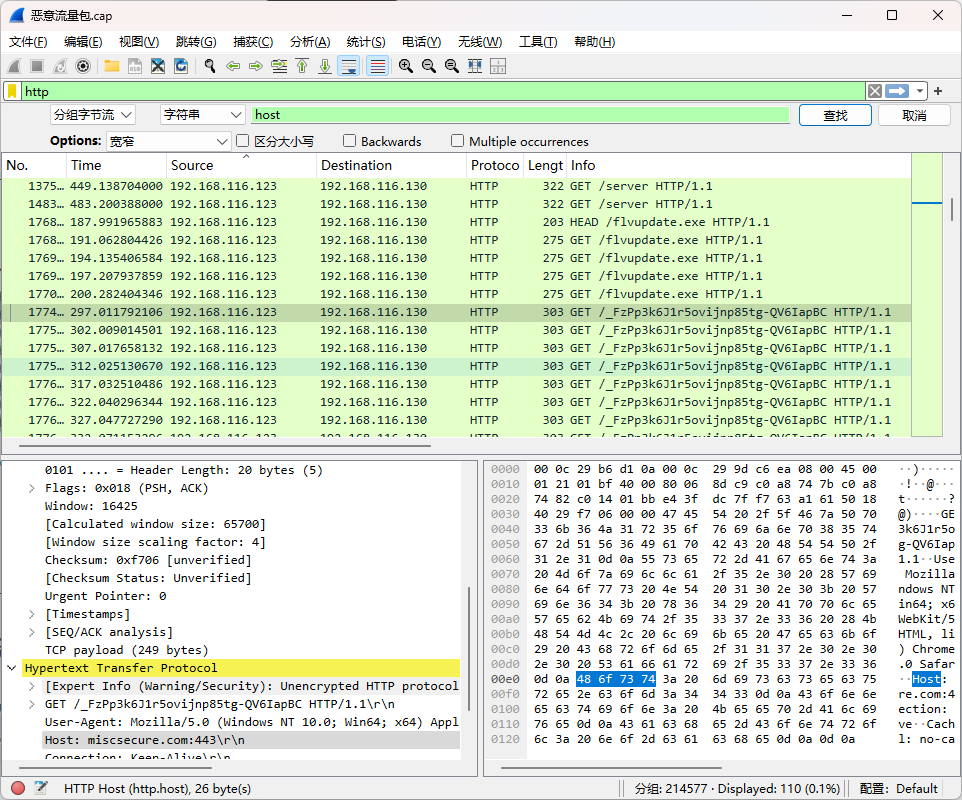 恶意流量包.cap
文件(F) 编辑(E) 视图(V) 跳转(G) 捕获(C) 分析(A) 统计(S) 电话(Y) 无线(W) 工具(T) 帮助(H)
http
分组字节流 字符串 host 查找 取消
Options: 宽窄 区分大小写 Backwards Multiple occurrences
No. Time Source Destination Protoco Lengt Info
1375… 449.138704000 192.168.116.123 192.168.116.130 HTTP 322 GET /server HTTP/1.1
1483… 483.200388000 192.168.116.123 192.168.116.130 HTTP 322 GET /server HTTP/1.1
1768… 187.991965883 192.168.116.123 192.168.116.130 HTTP 203 HEAD /flvupdate.exe HTTP/1.1
1768… 191.062804426 192.168.116.123 192.168.116.130 HTTP 275 GET /flvupdate.exe HTTP/1.1
1769… 194.135406584 192.168.116.123 192.168.116.130 HTTP 275 GET /flvupdate.exe HTTP/1.1
1769… 197.207937859 192.168.116.123 192.168.116.130 HTTP 275 GET /flvupdate.exe HTTP/1.1
1770… 200.282404346 192.168.116.123 192.168.116.130 HTTP 275 GET /flvupdate.exe HTTP/1.1
1774… 297.011792106 192.168.116.123 192.168.116.130 HTTP 303 GET /_FzPp3k6J1r5ovijnp85tg-QV6IapBC HTTP/1.1
1775… 302.009014501 192.168.116.123 192.168.116.130 HTTP 303 GET /_FzPp3k6J1r5ovijnp85tg-QV6IapBC HTTP/1.1
1775… 307.017658132 192.168.116.123 192.168.116.130 HTTP 303 GET /_FzPp3k6J1r5ovijnp85tg-QV6IapBC HTTP/1.1
1775… 312.025130670 192.168.116.123 192.168.116.130 HTTP 303 GET /_FzPp3k6J1r5ovijnp85tg-QV6IapBC HTTP/1.1
1776… 317.032510486 192.168.116.123 192.168.116.130 HTTP 303 GET /_FzPp3k6J1r5ovijnp85tg-QV6IapBC HTTP/1.1
1776… 322.040296344 192.168.116.123 192.168.116.130 HTTP 303 GET /_FzPp3k6J1r5ovijnp85tg-QV6IapBC HTTP/1.1
1776… 327.047727290 192.168.116.123 192.168.116.130 HTTP 303 GET /_FzPp3k6J1r5ovijnp85tg-QV6IapBC HTTP/1.1
0101 .... = Header Length: 20 bytes (5)
Flags: 0x018 (PSH, ACK)
Window: 16425
[Calculated window size: 65700]
[Window size scaling factor: 4]
Checksum: 0xf706 [unverified]
[Checksum Status: Unverified]
Urgent Pointer: 0
[Timestamps]
[SEQ/ACK analysis]
TCP payload (249 bytes)
Hypertext Transfer Protocol
[Expert Info (Warning/Security): Unencrypted HTTP protocol
GET /_FzPp3k6J1r5ovijnp85tg-QV6IapBC HTTP/1.1\r\n
User-Agent: Mozilla/5.0 (Windows NT 10.0; Win64; x64) Appl
Host: miscsecure.com:443\r\n
Connection: Keep-Alive\r\n
0000 00 0c 29 b6 d1 0a 00 0c 29 9d c6 ea 08 00 45 00 ··)·····
0010 01 21 01 bf 40 00 80 06 8d c9 c0 a8 74 7b c0 a8 ·!··@···
0020 74 82 c0 14 01 bb e4 3f dc 7f f7 63 a1 61 50 18 t······?
0030 40 29 f7 06 00 00 47 45 54 20 2f 5f 46 7a 50 70 @)····GE
0040 33 6b 36 4a 31 72 35 6f 76 69 6a 6e 70 38 35 74 3k6J1r5o
0050 67 2d 51 56 36 49 61 70 42 43 20 48 54 54 50 2f g-QV6Iap
0060 31 2e 31 0d 0a 55 73 65 72 2d 41 67 65 6e 74 3a 1.1··Use
0070 20 4d 6f 7a 69 6c 6c 61 2f 35 2e 30 20 28 57 69 Mozilla
0080 6e 64 6f 77 73 20 4e 54 20 31 30 2e 30 3b 20 57 ndows NT
0090 69 6e 36 34 3b 20 78 36 34 29 20 41 70 70 6c 65 in64; x6
00a0 57 65 62 4b 69 74 2f 35 33 37 2e 33 36 20 28 4b WebKit/5
00b0 48 54 4d 4c 2c 20 6c 69 6b 65 20 47 65 63 6b 6f HTML, li
00c0 29 20 43 68 72 6f 6d 65 2f 31 31 37 2e 30 2e 30 ) Chrome
00d0 2e 30 20 53 61 66 61 72 69 2f 35 33 37 2e 33 36 .0 Safar
00e0 0d 0a 48 6f 73 74 3a 20 6d 69 73 63 73 65 63 75 ··Host:
00f0 72 65 2e 63 6f 6d 3a 34 34 33 0d 0a 43 6f 6e 6e re.com:4
0100 65 63 74 69 6f 6e 3a 20 4b 65 65 70 2d 41 6c 69 ection:
0110 76 65 0d 0a 43 61 63 68 65 2d 43 6f 6e 74 72 6f ve··Cach
0120 6c 3a 20 6e 6f 2d 63 61 63 68 65 0d 0a 0d 0a l: no-ca
HTTP Host (http.host), 26 byte(s) 分组: 214577 · Displayed: 110 (0.1%) 配置: Default